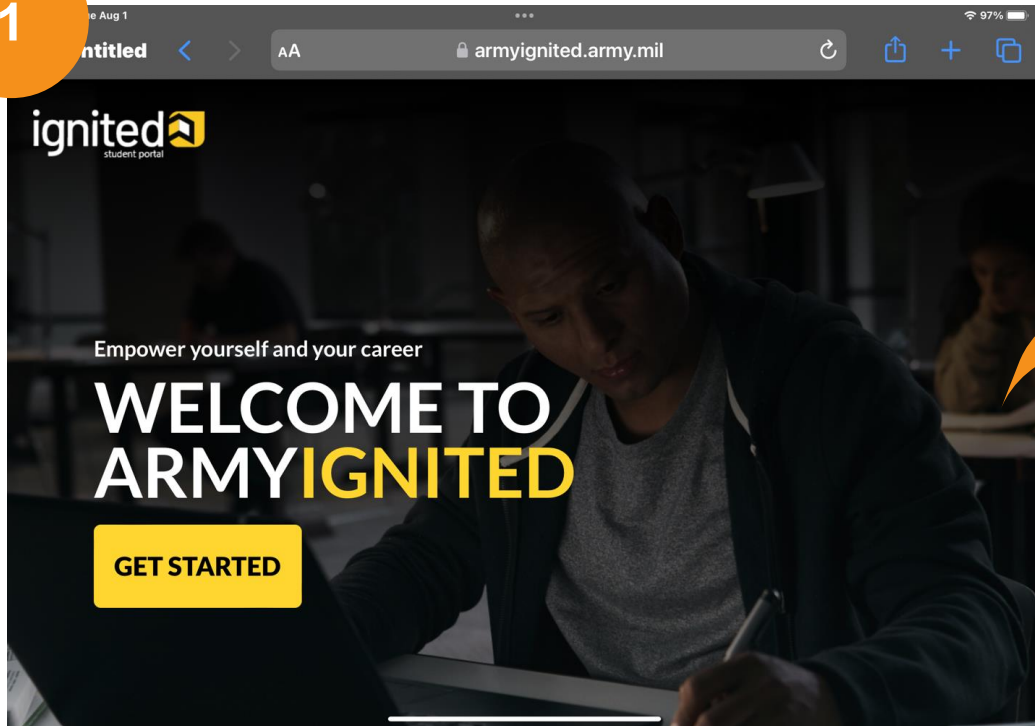 1
e Aug 1
97%
ntitled
AA
armyignited.army.mil
ignited
student portal
Empower yourself and your career
WELCOME TO
ARMYIGNITED
GET STARTED